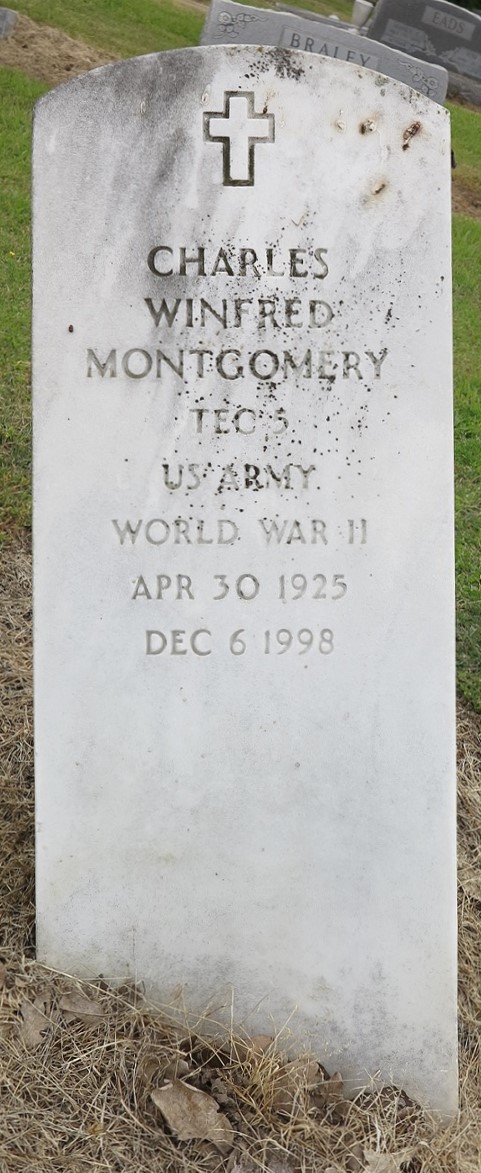 EADS
BRALEY
CHARLES
WINFRED
MONTGOMERY
TEC 5
US ARMY
WORLD WAR II
APR 30 1925
DEC 6 1998